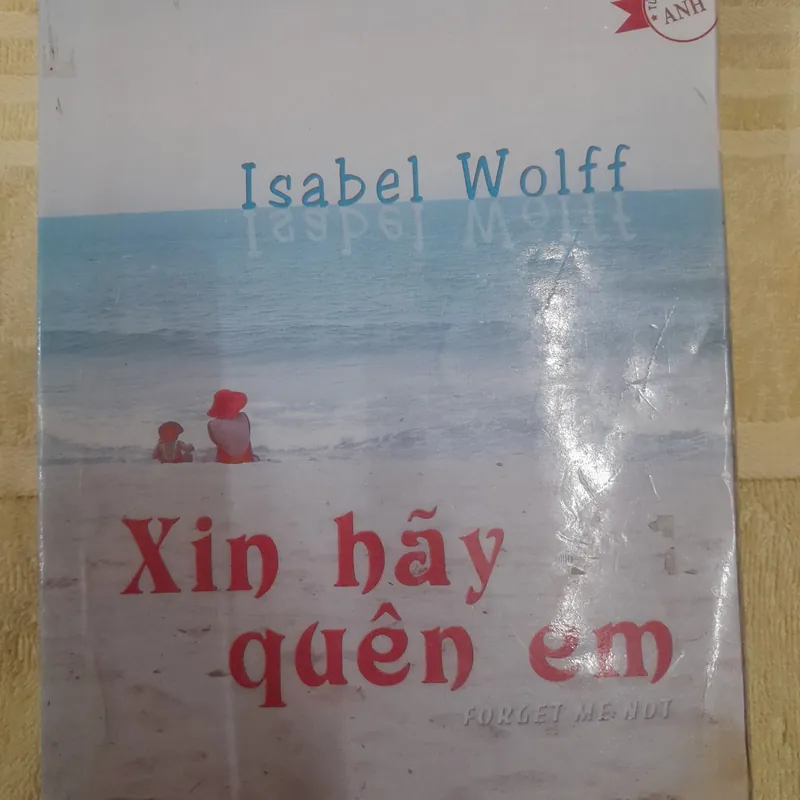 ANH
Isabel Wolff
Xin hãy
quên em
FORGET ME NOT